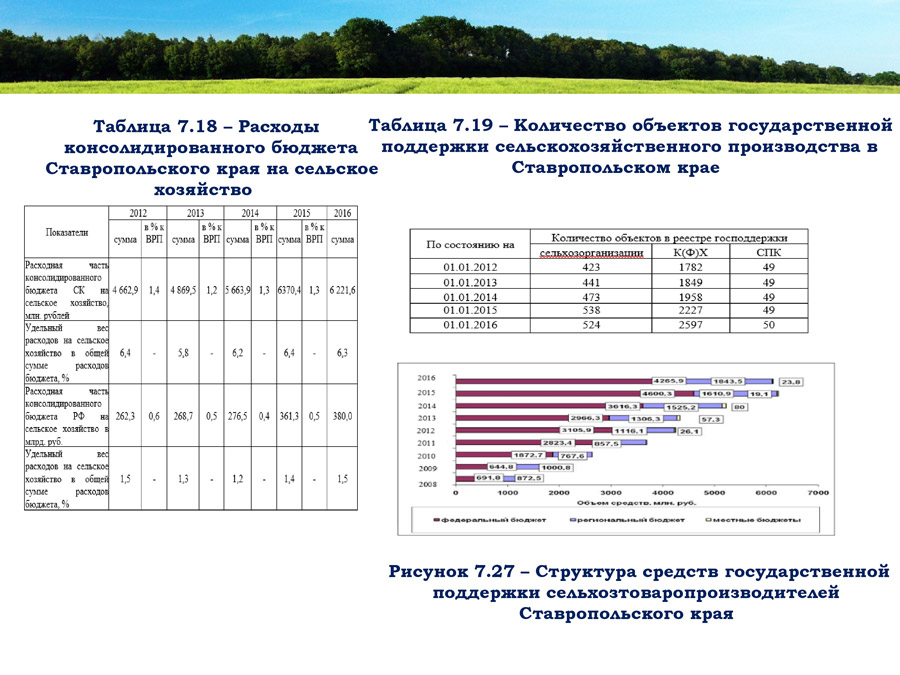 Таблица 7.18 – Расходы
консолидированного бюджета
Ставропольского края на сельское
хозяйство
Показатели 2012 2013 2014 2015 2016
сумма в % к ВРП сумма в % к ВРП сумма в % к ВРП сумма в % к ВРП сумма
Расходная часть
консолидированного
бюджета СК на 4 662,9 1,4 4 869,5 1,2 5 663,9 1,3 6370,4 1,3 6 221,6
сельское хозяйство,
млн. рублей
Удельный вес
расходов на сельское
хозяйство в общей 6,4 - 5,8 - 6,2 - 6,4 - 6,3
сумме расходов
бюджета, %
Расходная часть
консолидированного
бюджета РФ на 262,3 0,6 268,7 0,5 276,5 0,4 361,3 0,5 380,0
сельское хозяйство в
млрд. руб.
Удельный вес
расходов на сельское
хозяйство в общей 1,5 - 1,3 - 1,2 - 1,4 - 1,5
сумме расходов
бюджета, %
Таблица 7.19 – Количество объектов государственной
поддержки сельскохозяйственного производства в
Ставропольском крае
По состоянию на Количество объектов в реестре господдержки
сельхозорганизации К(Ф)Х СПК
01.01.2012 423 1782 49
01.01.2013 441 1849 49
01.01.2014 473 1958 49
01.01.2015 538 2227 49
01.01.2016 524 2597 50
2016 4265,9 1843,5 23,8
2015 4600,3 1610,9 19,1
2014 3616,3 1525,2 80
2013 2966,3 1306,3 57,3
2012 3105,9 1116,1 26,1
2011 2823,4 857,5
2010 1872,7 767,6
2009 644,8 1000,8
2008 691,8 872,5
0 1000 2000 3000 4000 5000 6000 7000
Объем средств, млн. руб.
федеральный бюджет региональный бюджет местные бюджеты
Рисунок 7.27 – Структура средств государственной
поддержки сельхозтоваропроизводителей
Ставропольского края